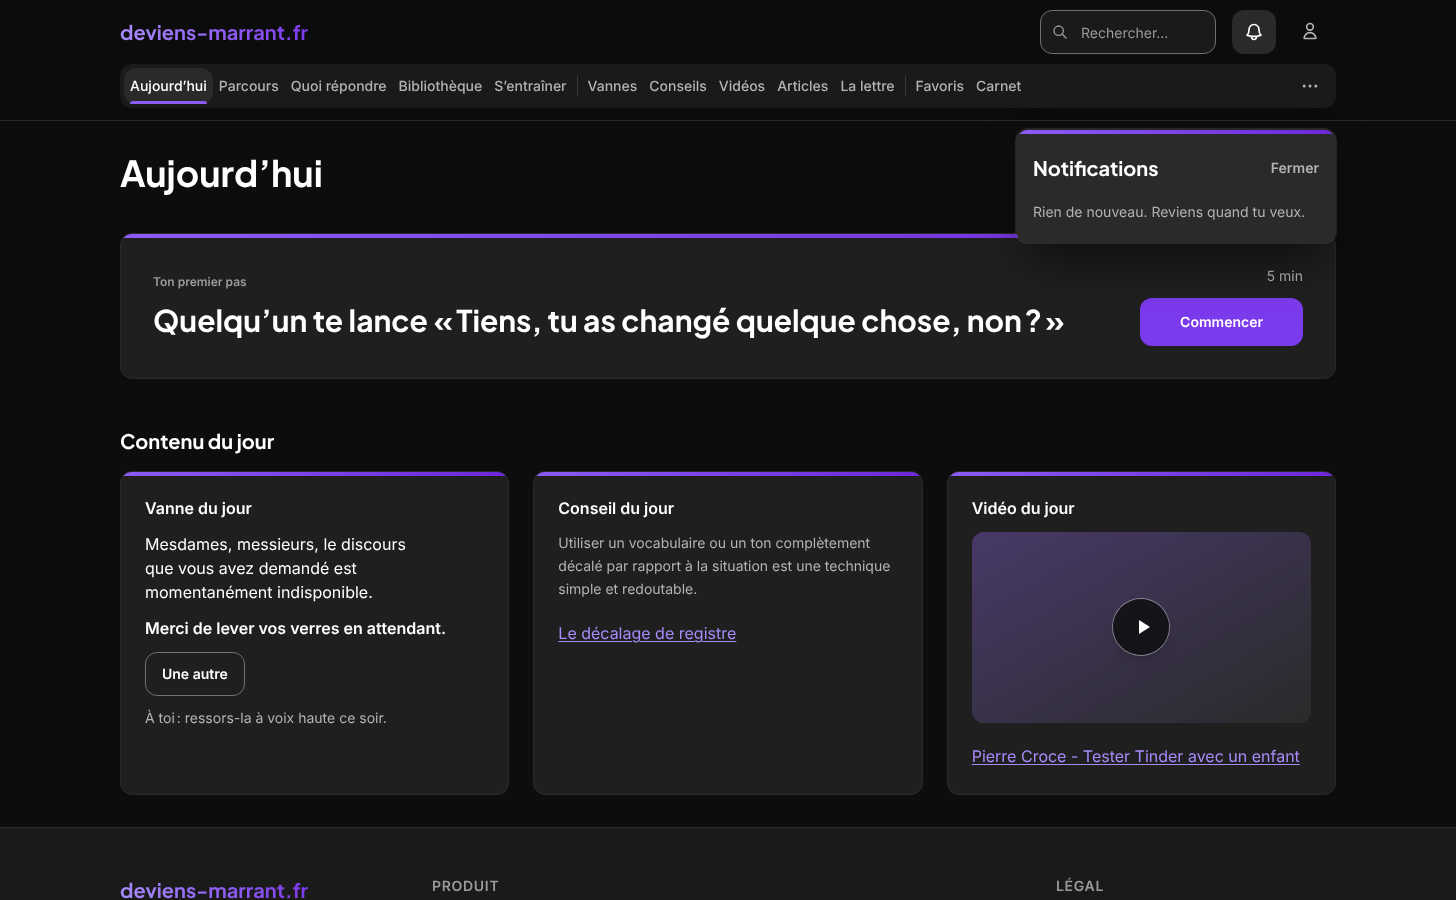 deviens-marrant.fr
Rechercher...
Aujourd’hui Parcours Quoi répondre Bibliothèque S’entraîner Vannes Conseils Vidéos Articles La lettre Favoris Carnet
Aujourd’hui
Notifications
Fermer
Rien de nouveau. Reviens quand tu veux.
Ton premier pas
Quelqu’un te lance « Tiens, tu as changé quelque chose, non ? »
5 min
Commencer
Contenu du jour
Vanne du jour
Mesdames, messieurs, le discours
que vous avez demandé est
momentanément indisponible.
Merci de lever vos verres en attendant.
Une autre
À toi : ressors-la à voix haute ce soir.
Conseil du jour
Utiliser un vocabulaire ou un ton complètement
décalé par rapport à la situation est une technique
simple et redoutable.
Le décalage de registre
Vidéo du jour
Pierre Croce - Tester Tinder avec un enfant
deviens-marrant.fr
PRODUIT
LÉGAL